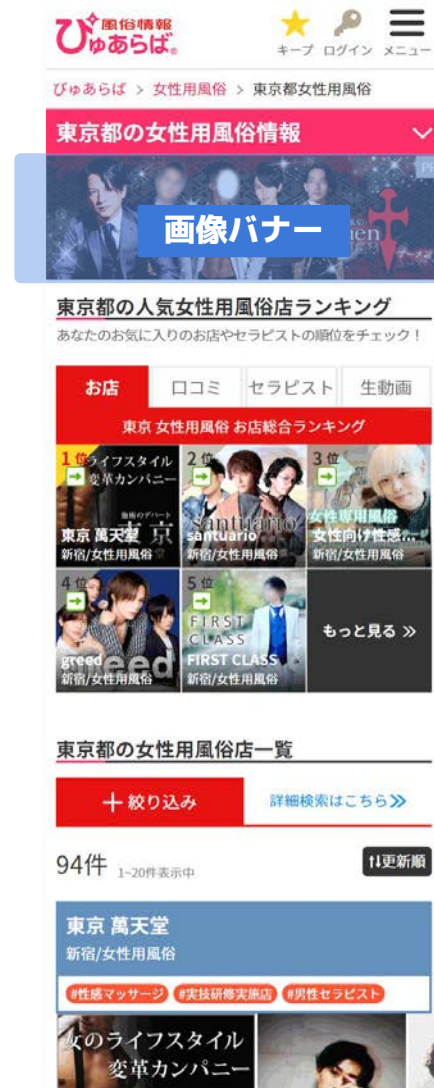 風俗情報
ぴゅあらば®
キープ ログイン メニュー
ぴゅあらば > 女性用風俗 > 東京都女性用風俗
東京都の女性用風俗情報
PR
画像バナー
東京都の人気女性用風俗店ランキング
あなたのお気に入りのお店やセラピストの順位をチェック！
お店 口コミ セラピスト 生動画
東京 女性用風俗 お店総合ランキング
1位 ライフスタイル
変革カンパニー
東京 萬天堂
新宿/女性用風俗
2位
santuario
santuario
新宿/女性用風俗
3位
女性専用風俗
女性向け性感...
新宿/女性用風俗
4位
greed
新宿/女性用風俗
5位
FIRST
CLASS
FIRST CLASS
新宿/女性用風俗
もっと見る »
東京都の女性用風俗店一覧
＋絞り込み 詳細検索はこちら»
94件 1~20件表示中 更新順
東京 萬天堂
新宿/女性用風俗
#性感マッサージ #実技研修実施店 #男性セラピスト
女のライフスタイル
変革カンパニー